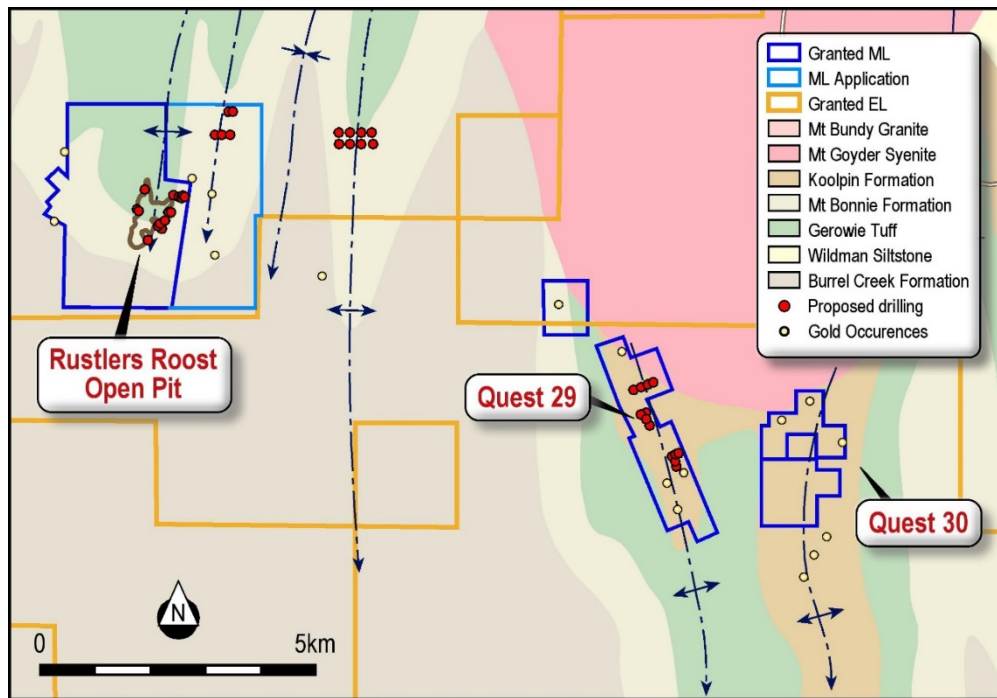 Granted ML
ML Application
Granted EL
Mt Bundy Granite
Mt Goyder Syenite
Koolpin Formation
Mt Bonnie Formation
Gerowie Tuff
Wildman Siltstone
Burrel Creek Formation
Proposed drilling
Gold Occurences
Rustlers Roost
Open Pit
Quest 29
Quest 30
N
0 5km